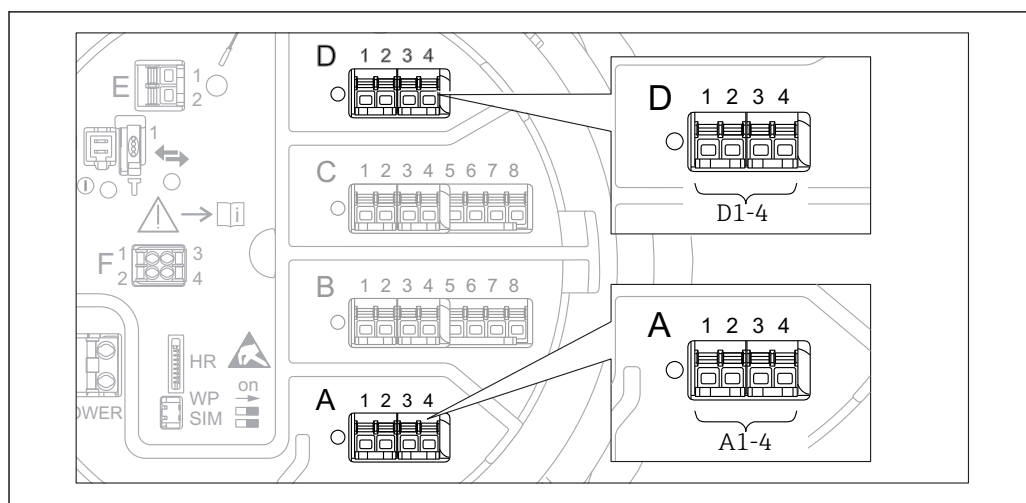 D 1 2 3 4
E 1
2
D 1 2 3 4
D1-4
1
C 1 2 3 4 5 6 7 8
i
F 1 3
2 4
B 1 2 3 4 5 6 7 8
A 1 2 3 4
A1-4
HR
WP on
SIM
OWER
A 1 2 3 4